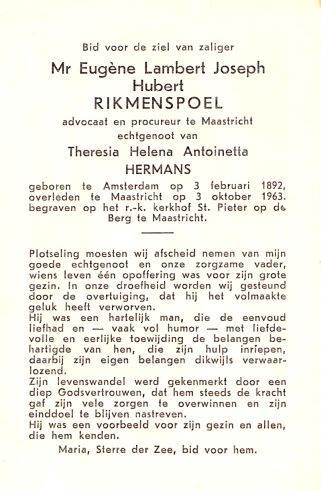 Bid voor de ziel van zaliger
Mr Eugène Lambert Joseph
Hubert
RIKMENSPOEL
advocaat en procureur te Maastricht
echtgenoot van
Theresia Helena Antoinetta
HERMANS
geboren te Amsterdam op 3 februari 1892,
overleden te Maastricht op 3 oktober 1963.
begraven op het r.-k. kerkhof St. Pieter op de
Berg te Maastricht.
Plotseling moesten wij afscheid nemen van mijn
goede echtgenoot en onze zorgzame vader,
wiens leven één opoffering was voor zijn grote
gezin. In onze droefheid worden wij gesteund
door de overtuiging, dat hij het volmaakte
geluk heeft verworven.
Hij was een hartelijk man, die de eenvoud
liefhad en — vaak vol humor — met liefde-
volle en eerlijke toewijding de belangen be-
hartigde van hen, die zijn hulp inriepen,
daarbij zijn eigen belangen dikwijls verwaar-
lozend.
Zijn levenswandel werd gekenmerkt door een
diep Godsvertrouwen, dat hem steeds de kracht
gaf zijn vele zorgen te overwinnen en zijn
einddoel te blijven nastreven.
Hij was een voorbeeld voor zijn gezin en allen,
die hem kenden.
Maria, Sterre der Zee, bid voor hem.